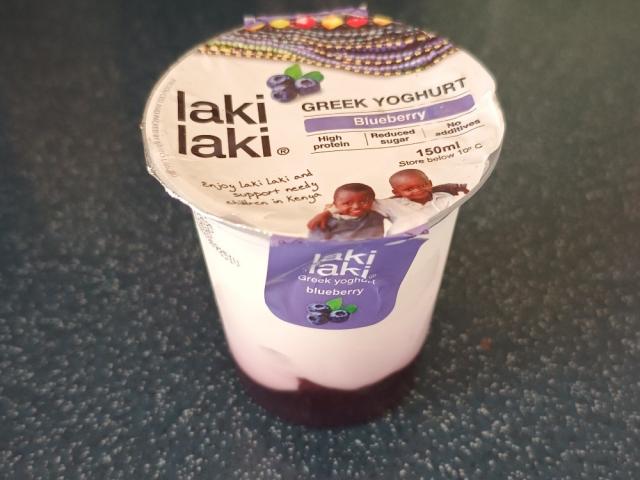 laki
laki®
GREEK YOGHURT
Blueberry
High protein
Reduced sugar
No additives
150ml
Store below 10° C
Enjoy laki laki and
support needy
children in Kenya
laki
laki
Greek yoghurt
blueberry